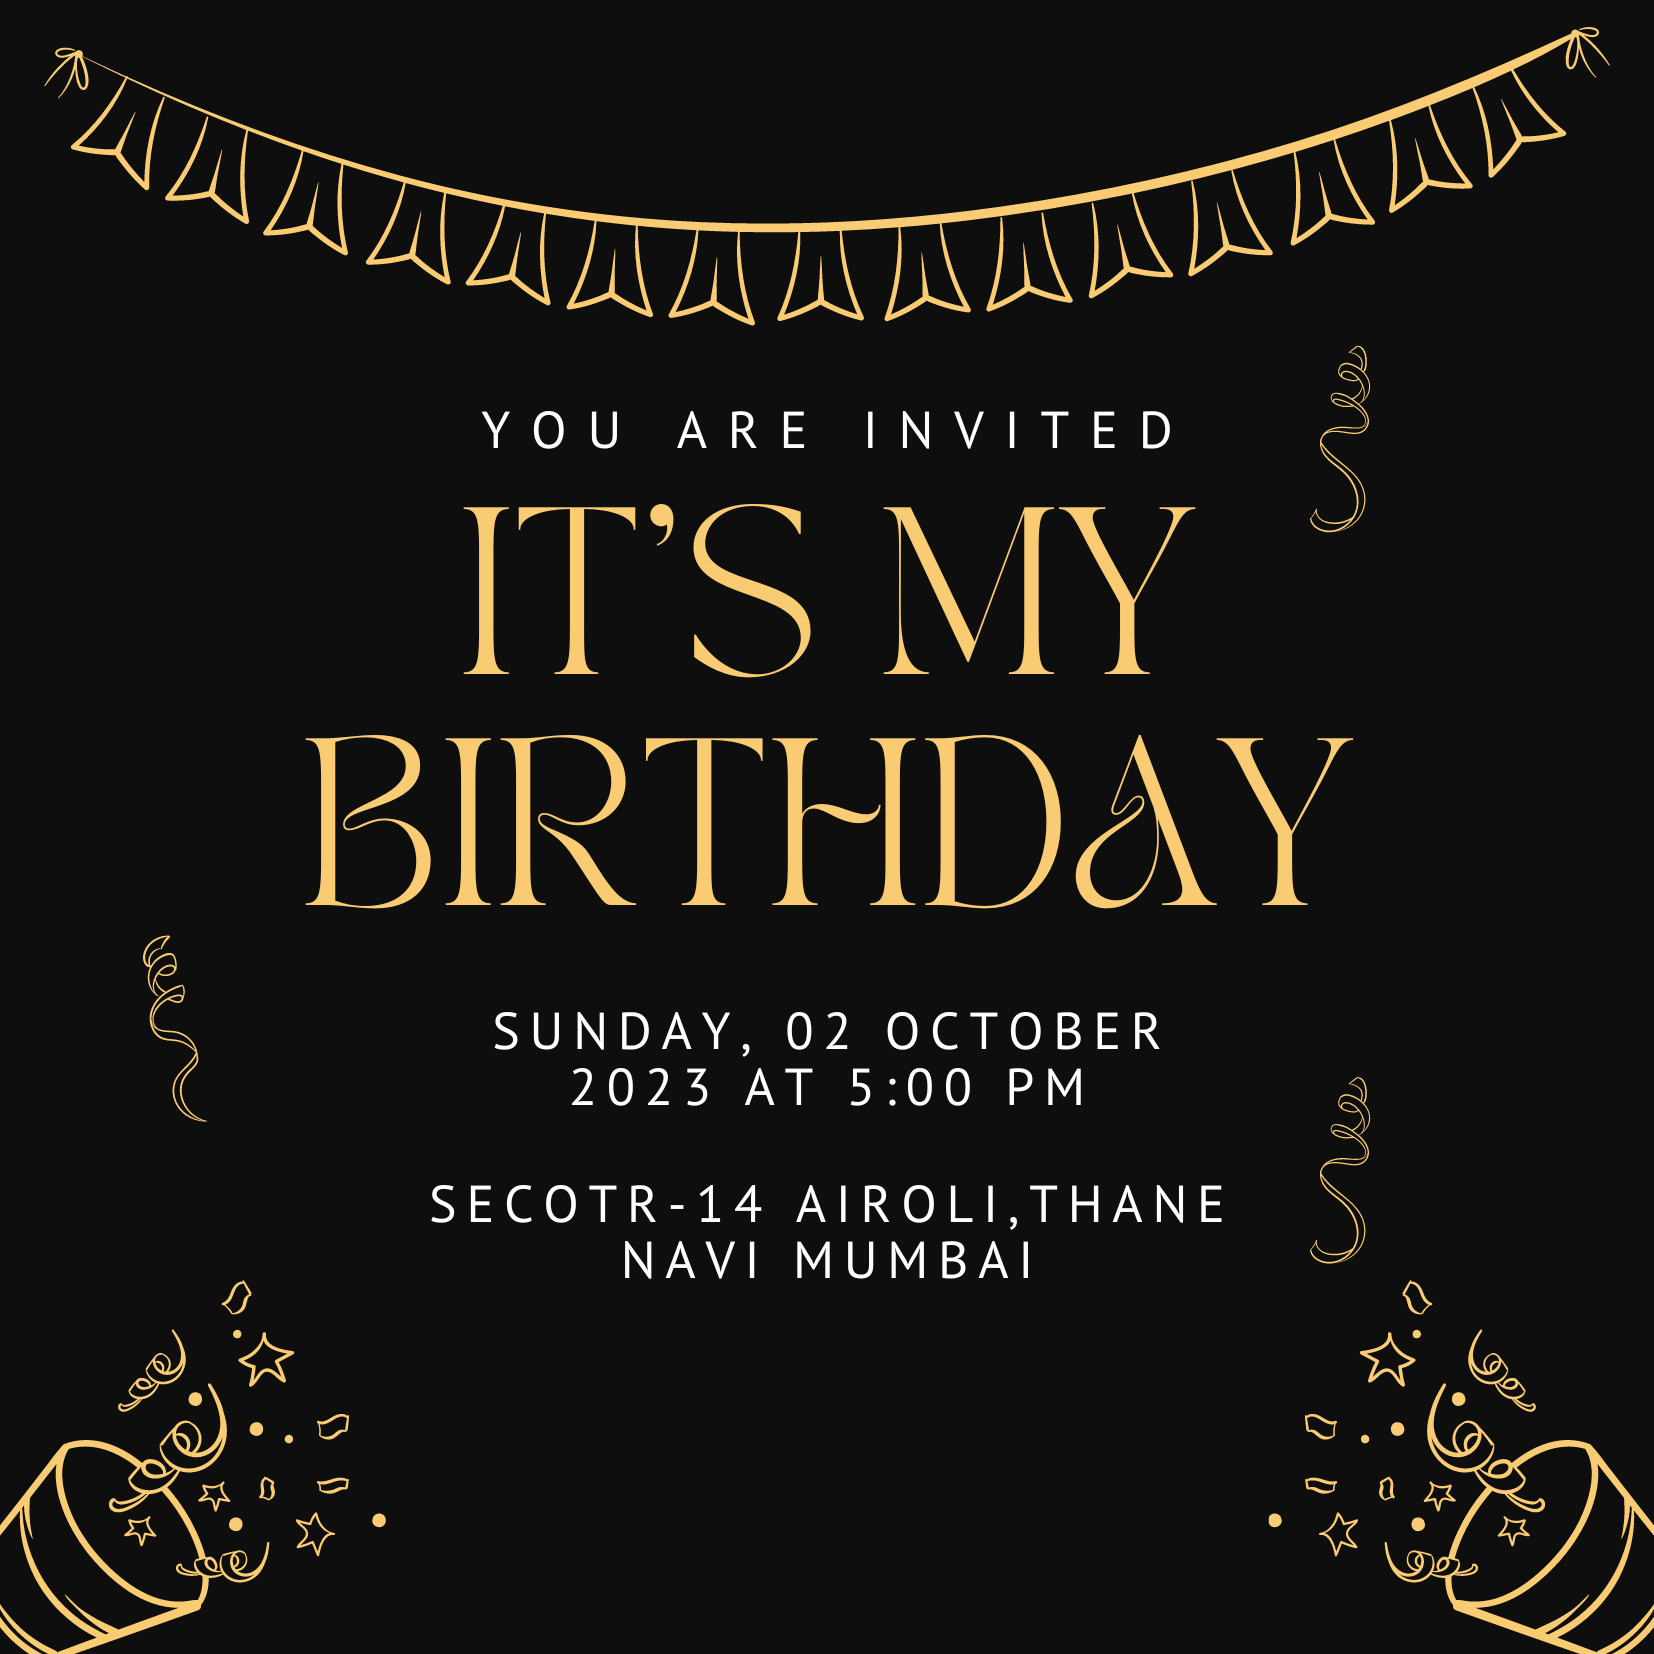 YOU ARE INVITED
IT'S MY
BIRTHDAY
SUNDAY, 02 OCTOBER
2023 AT 5:00 PM
SECOTR-14 AIROLI,THANE
NAVI MUMBAI